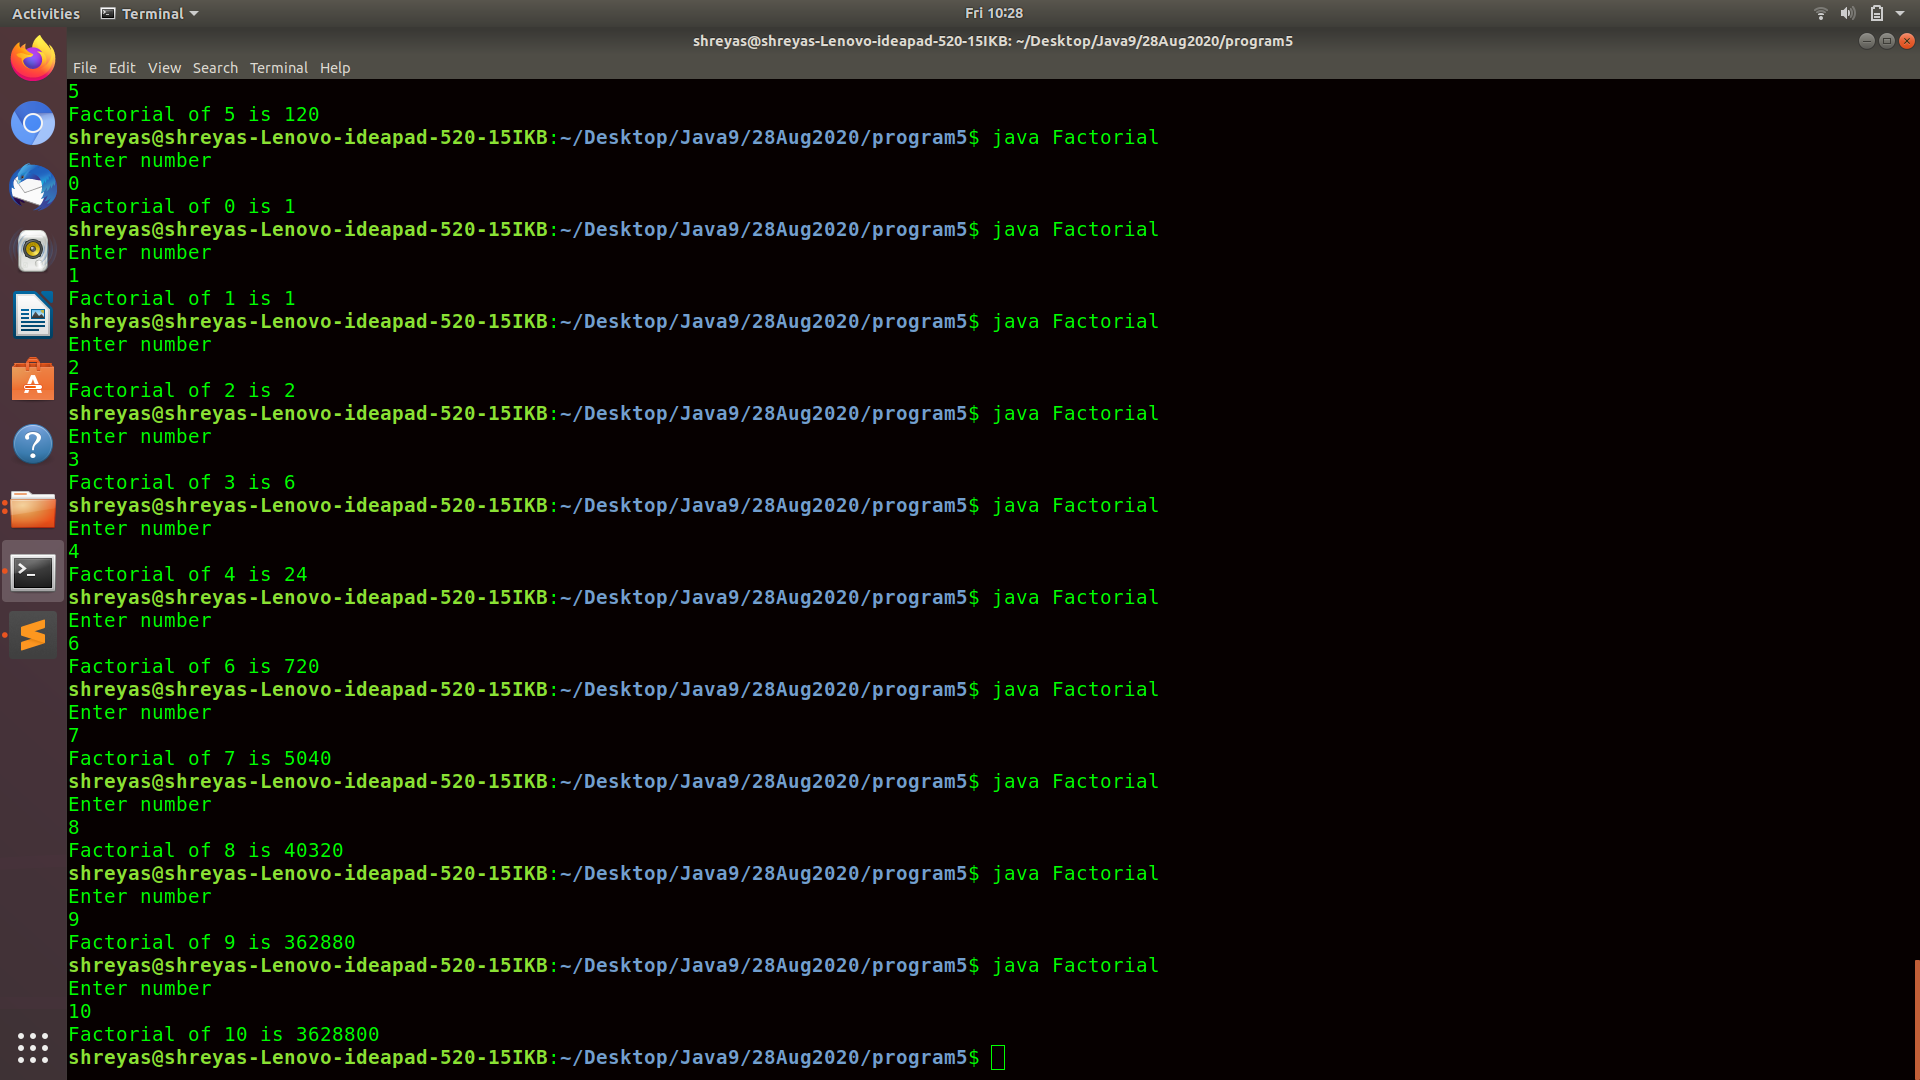 Activities Terminal Fri 10:28
shreyas@shreyas-Lenovo-ideapad-520-15IKB: ~/Desktop/Java9/28Aug2020/program5
File Edit View Search Terminal Help
5
Factorial of 5 is 120
shreyas@shreyas-Lenovo-ideapad-520-15IKB:~/Desktop/Java9/28Aug2020/program5$ java Factorial
Enter number
0
Factorial of 0 is 1
shreyas@shreyas-Lenovo-ideapad-520-15IKB:~/Desktop/Java9/28Aug2020/program5$ java Factorial
Enter number
1
Factorial of 1 is 1
shreyas@shreyas-Lenovo-ideapad-520-15IKB:~/Desktop/Java9/28Aug2020/program5$ java Factorial
Enter number
2
Factorial of 2 is 2
shreyas@shreyas-Lenovo-ideapad-520-15IKB:~/Desktop/Java9/28Aug2020/program5$ java Factorial
Enter number
3
Factorial of 3 is 6
shreyas@shreyas-Lenovo-ideapad-520-15IKB:~/Desktop/Java9/28Aug2020/program5$ java Factorial
Enter number
4
Factorial of 4 is 24
shreyas@shreyas-Lenovo-ideapad-520-15IKB:~/Desktop/Java9/28Aug2020/program5$ java Factorial
Enter number
6
Factorial of 6 is 720
shreyas@shreyas-Lenovo-ideapad-520-15IKB:~/Desktop/Java9/28Aug2020/program5$ java Factorial
Enter number
7
Factorial of 7 is 5040
shreyas@shreyas-Lenovo-ideapad-520-15IKB:~/Desktop/Java9/28Aug2020/program5$ java Factorial
Enter number
8
Factorial of 8 is 40320
shreyas@shreyas-Lenovo-ideapad-520-15IKB:~/Desktop/Java9/28Aug2020/program5$ java Factorial
Enter number
9
Factorial of 9 is 362880
shreyas@shreyas-Lenovo-ideapad-520-15IKB:~/Desktop/Java9/28Aug2020/program5$ java Factorial
Enter number
10
Factorial of 10 is 3628800
shreyas@shreyas-Lenovo-ideapad-520-15IKB:~/Desktop/Java9/28Aug2020/program5$